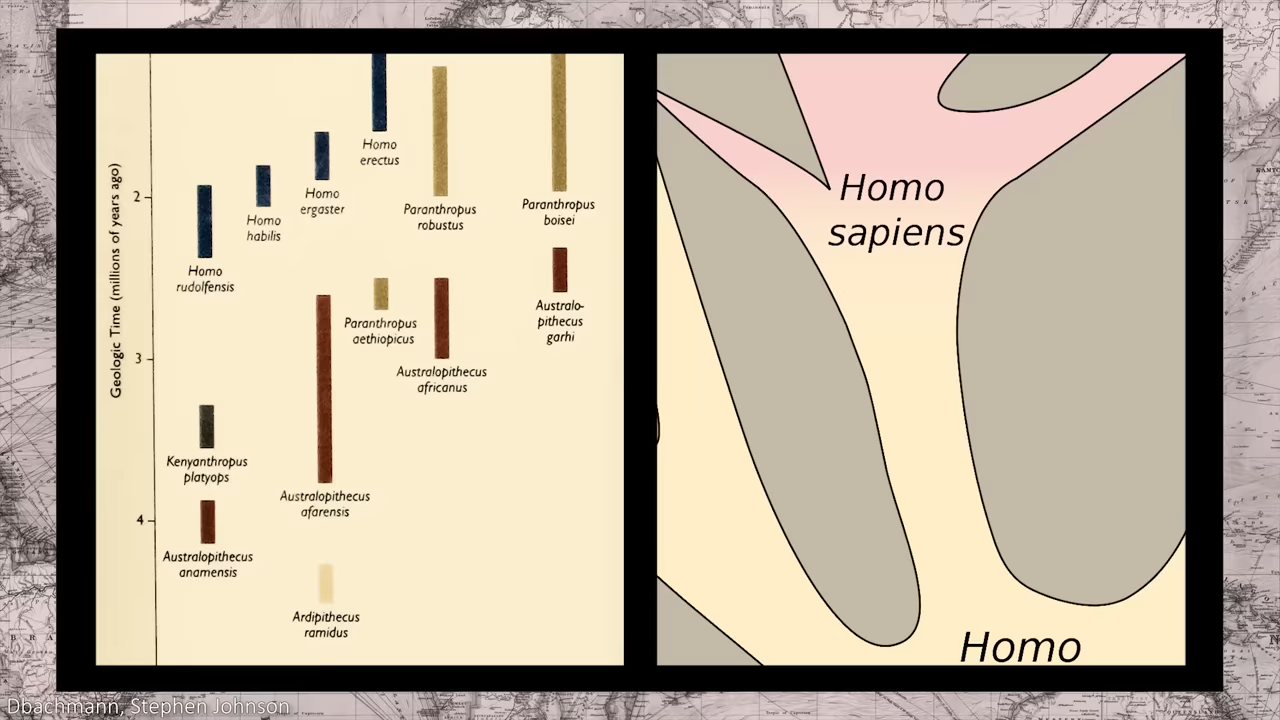 Geologic Time (millions of years ago)
2
3
4
Homo
erectus
Homo
ergaster
Homo
habilis
Paranthropus
robustus
Paranthropus
boisei
Homo
rudolfensis
Australo-
pithecus
garhi
Paranthropus
aethiopicus
Australopithecus
africanus
Kenyanthropus
platyops
Australopithecus
afarensis
Australopithecus
anamensis
Ardipithecus
ramidus
Homo
sapiens
Homo
Dbachmann, Stephen Johnson